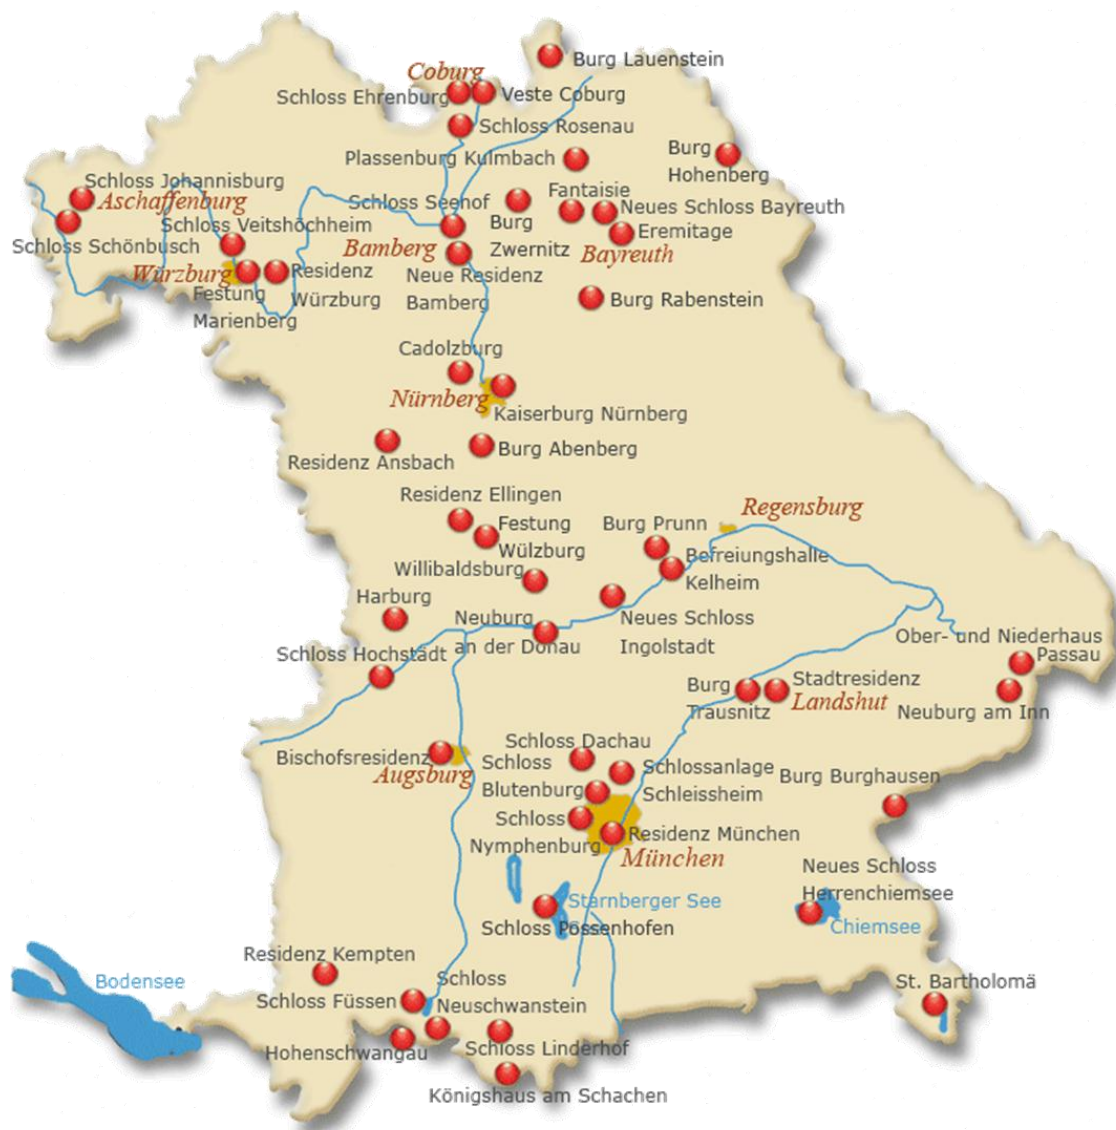 Burg Lauenstein
Coburg
Schloss Ehrenburg
Veste Coburg
Schloss Rosenau
Plassenburg Kulmbach
Burg
Hohenberg
Schloss Johannisburg
Aschaffenburg
Schloss Schönbusch
Schloss Veitshöchheim
Würzburg
Festung
Marienberg
Residenz
Würzburg
Schloss Seehof
Bamberg
Neue Residenz
Bamberg
Burg
Zwernitz
Fantaisie
Neues Schloss Bayreuth
Eremitage
Bayreuth
Burg Rabenstein
Cadolzburg
Nürnberg
Kaiserburg Nürnberg
Residenz Ansbach
Burg Abenberg
Residenz Ellingen
Festung
Wülzburg
Burg Prunn
Regensburg
Befreiungshalle
Kelheim
Willibaldsburg
Harburg
Neuburg
an der Donau
Neues Schloss
Ingolstadt
Schloss Hochstädt
Ober- und Niederhaus
Passau
Neuburg am Inn
Burg
Trausnitz
Stadtresidenz
Landshut
Bischofsresidenz
Augsburg
Schloss Dachau
Schloss
Blutenburg
Schlossanlage
Schleissheim
Burg Burghausen
Schloss
Nymphenburg
Residenz München
München
Neues Schloss
Herrenchiemsee
Chiemsee
Starnberger See
Schloss Possenhofen
Bodensee
Residenz Kempten
Schloss Füssen
Schloss
Neuschwanstein
Hohenschwangau
Schloss Linderhof
Königshaus am Schachen
St. Bartholomä